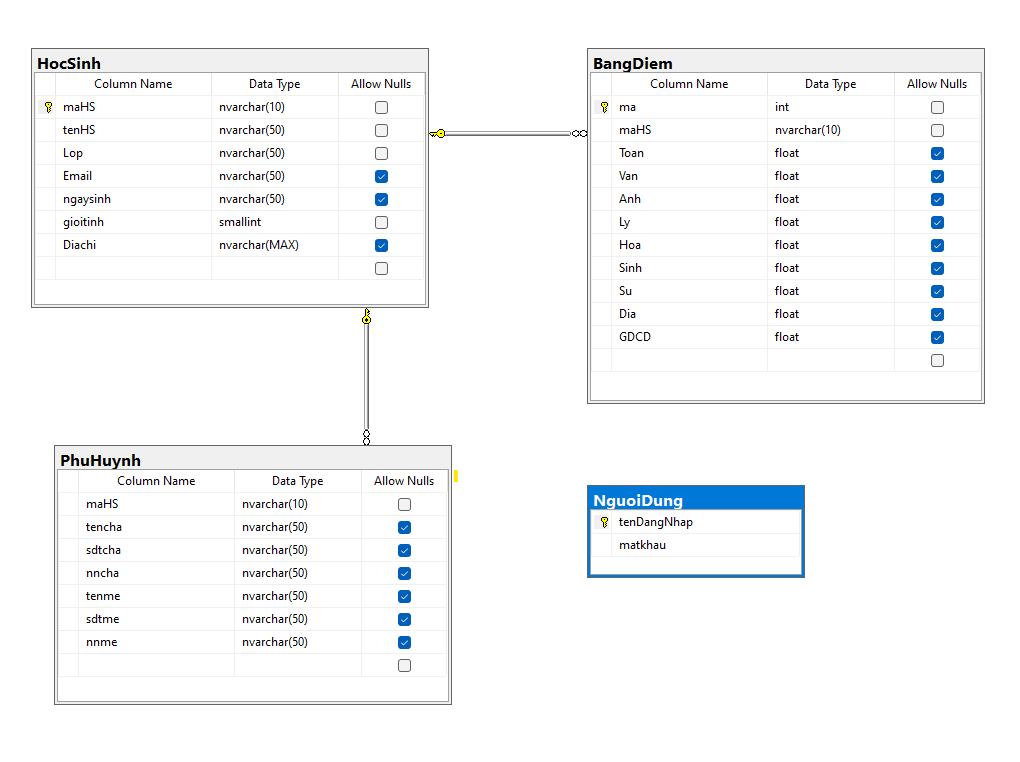 HocSinh
Column Name Data Type Allow Nulls
maHS nvarchar(10)
tenHS nvarchar(50)
Lop nvarchar(50)
Email nvarchar(50)
ngaysinh nvarchar(50)
gioitinh smallint
Diachi nvarchar(MAX)
BangDiem
Column Name Data Type Allow Nulls
ma int
maHS nvarchar(10)
Toan float
Van float
Anh float
Ly float
Hoa float
Sinh float
Su float
Dia float
GDCD float
PhuHuynh
Column Name Data Type Allow Nulls
maHS nvarchar(10)
tencha nvarchar(50)
sdtcha nvarchar(50)
nncha nvarchar(50)
tenme nvarchar(50)
sdtme nvarchar(50)
nnme nvarchar(50)
NguoiDung
tenDangNhap
matkhau